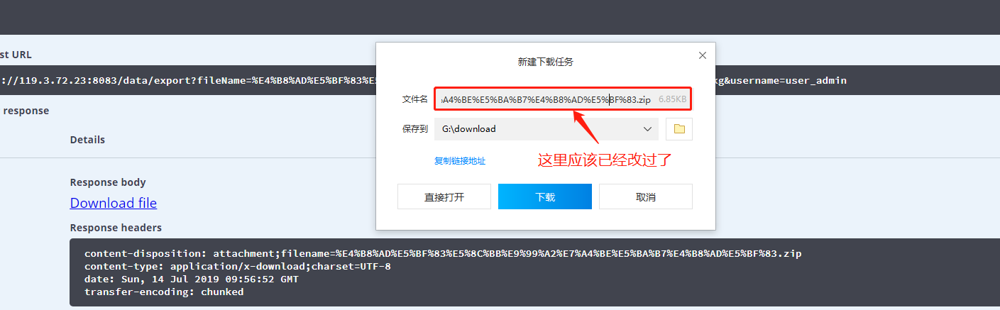 st URL
://119.3.72.23:8083/data/export?fileName=%E4%B8%AD%E5%BF%83%E5
kg&username=user_admin
response
Details
Response body
Download file
Response headers
content-disposition: attachment;filename=%E4%B8%AD%E5%BF%83%E5%8C%BB%E9%99%A2%E7%A4%BE%E5%BA%B7%E4%B8%AD%E5%BF%83.zip
content-type: application/x-download;charset=UTF-8
date: Sun, 14 Jul 2019 09:56:52 GMT
transfer-encoding: chunked
新建下载任务
文件名 A4%BE%E5%BA%B7%E4%B8%AD%E5%BF%83.zip 6.85KB
保存到 G:\download
复制链接地址
这里应该已经改过了
直接打开 下载 取消